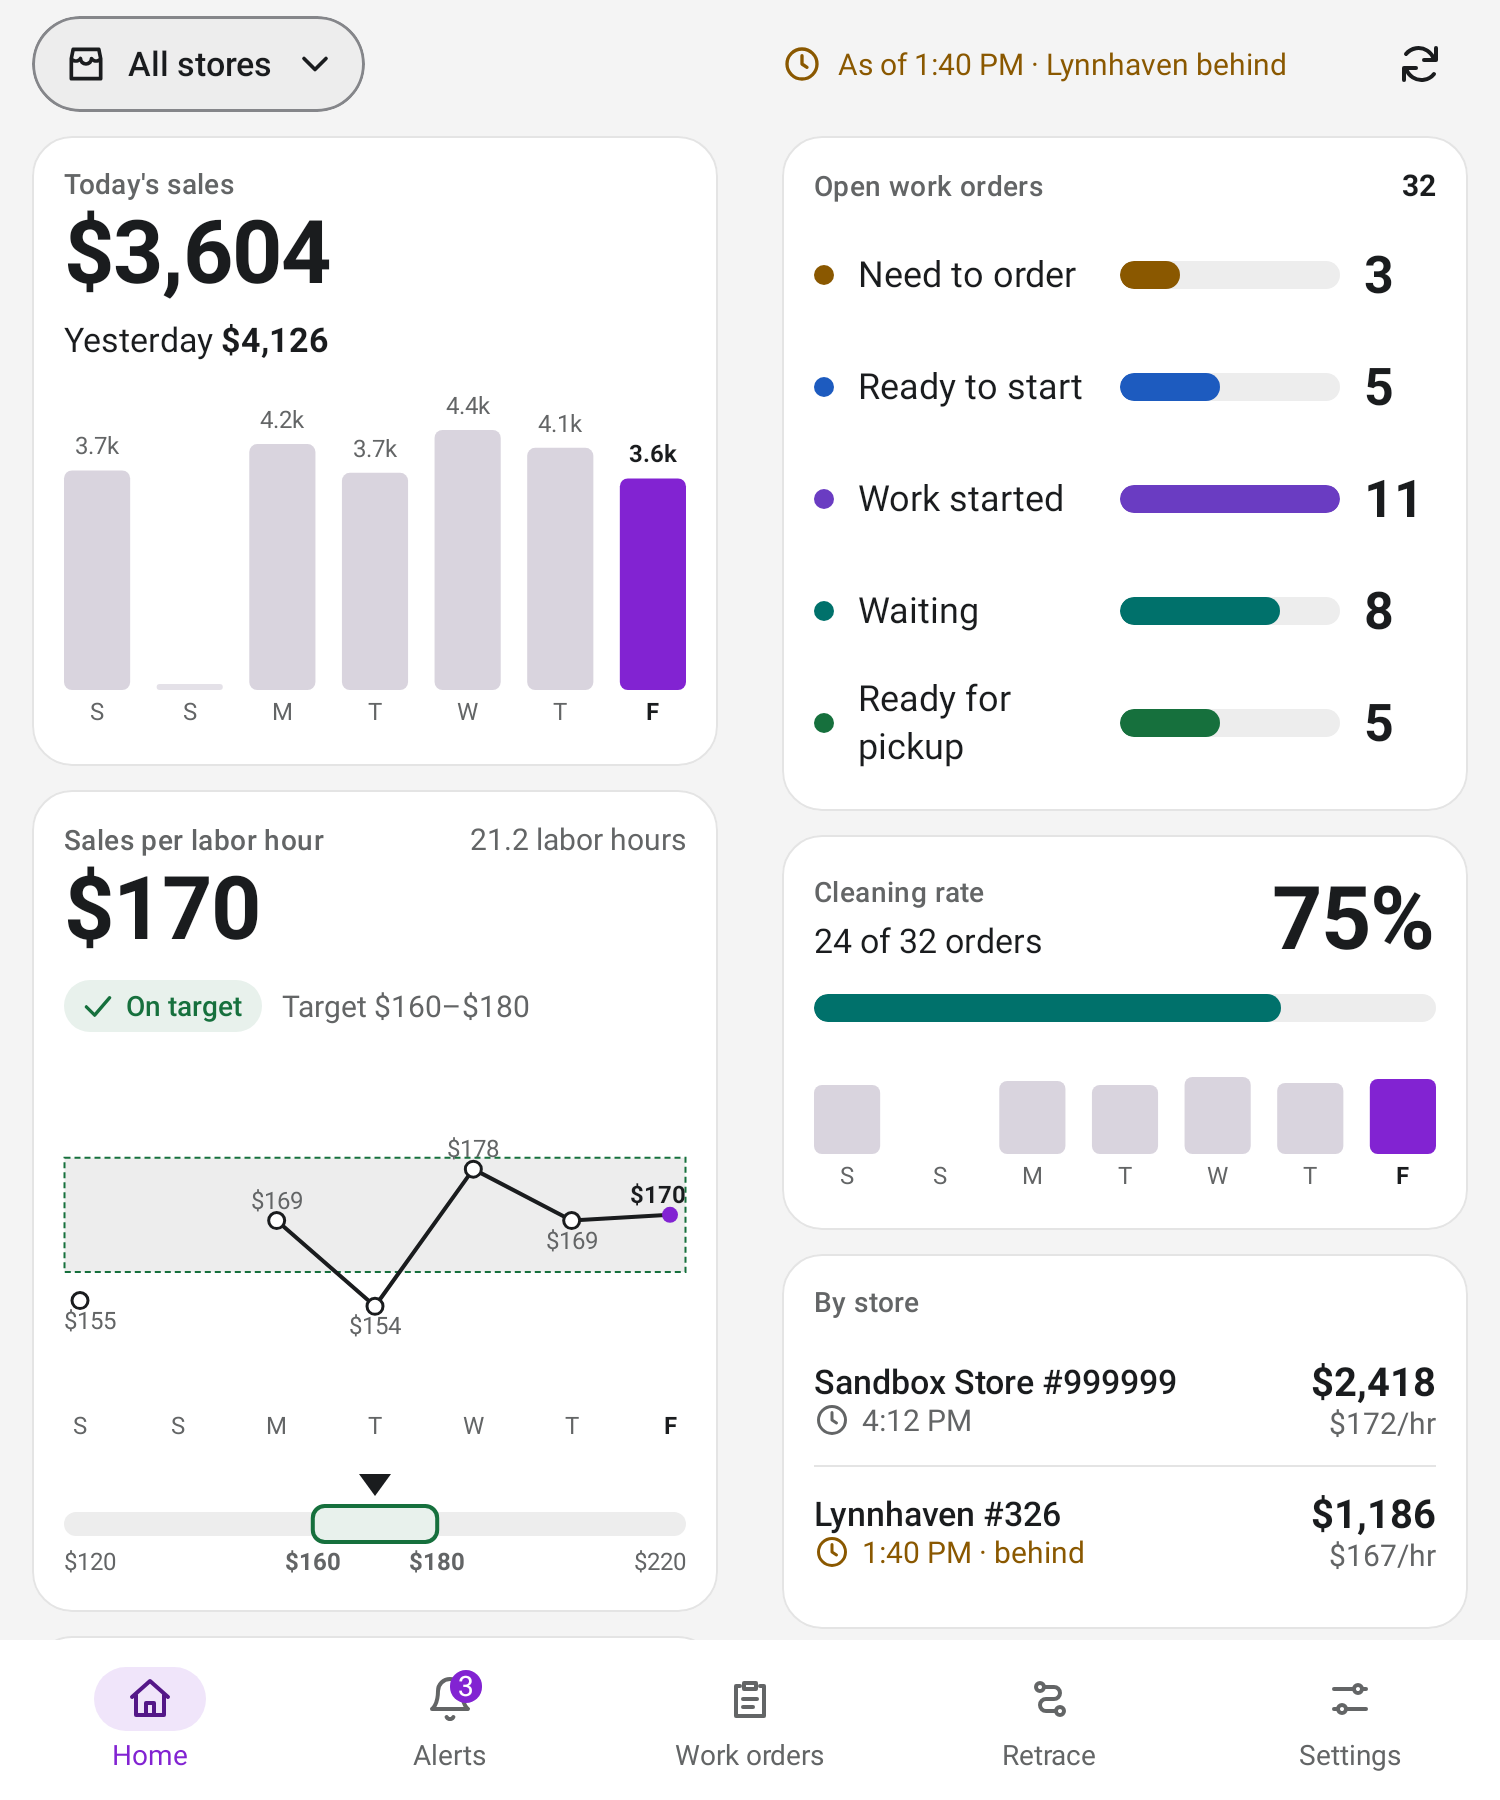 All stores
As of 1:40 PM · Lynnhaven behind
Today's sales
$3,604
Yesterday $4,126
3.7k
4.2k
3.7k
4.4k
4.1k
3.6k
S S M T W T F
Sales per labor hour
21.2 labor hours
$170
On target
Target $160–$180
$155
$169
$154
$178
$169
$170
S S M T W T F
$120 $160 $180 $220
Open work orders 32
Need to order 3
Ready to start 5
Work started 11
Waiting 8
Ready for
pickup 5
Cleaning rate
24 of 32 orders
75%
S S M T W T F
By store
Sandbox Store #999999 $2,418
4:12 PM $172/hr
Lynnhaven #326 $1,186
1:40 PM · behind $167/hr
3
Home Alerts Work orders Retrace Settings